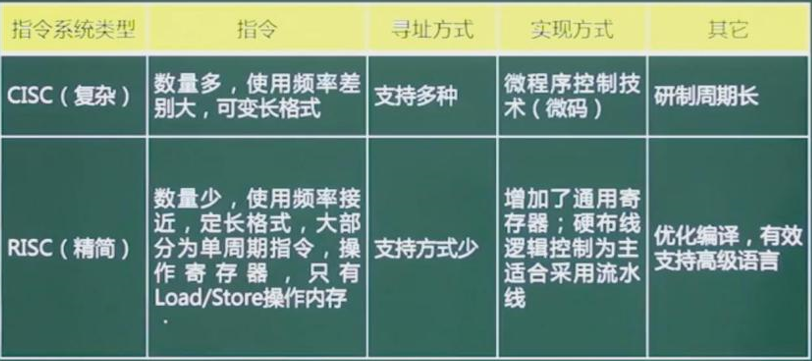 指令系统类型
指令
寻址方式
实现方式
其它
CISC（复杂）
数量多，使用频率差
别大，可变长格式
支持多种
微程序控制技
术（微码）
研制周期长
RISC（精简）
数量少，使用频率接
近，定长格式，大部
分为单周期指令，操
作寄存器，只有
Load/Store操作内存
.
支持方式少
增加了通用寄
存器；硬布线
逻辑控制为主
适合采用流水
线
优化编译，有效
支持高级语言